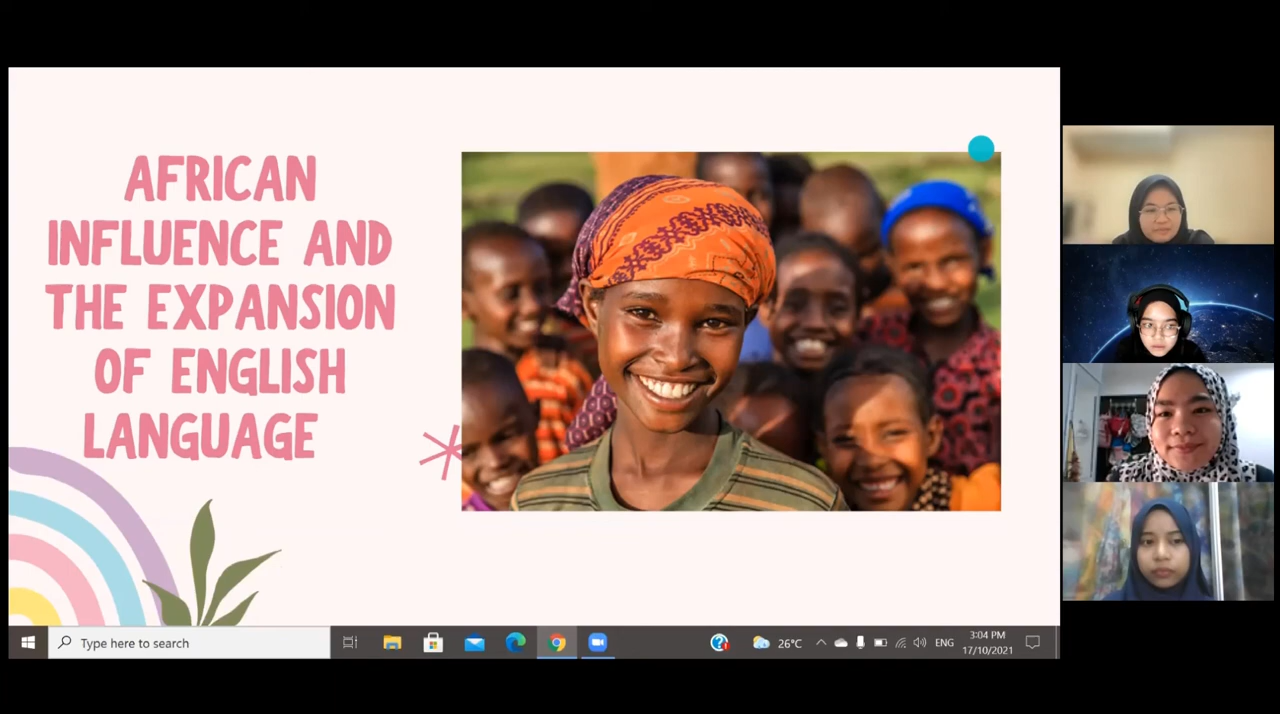 AFRICAN
INFLUENCE AND
THE EXPANSION
OF ENGLISH
LANGUAGE
Type here to search
26°C
ENG
3:04 PM
17/10/2021